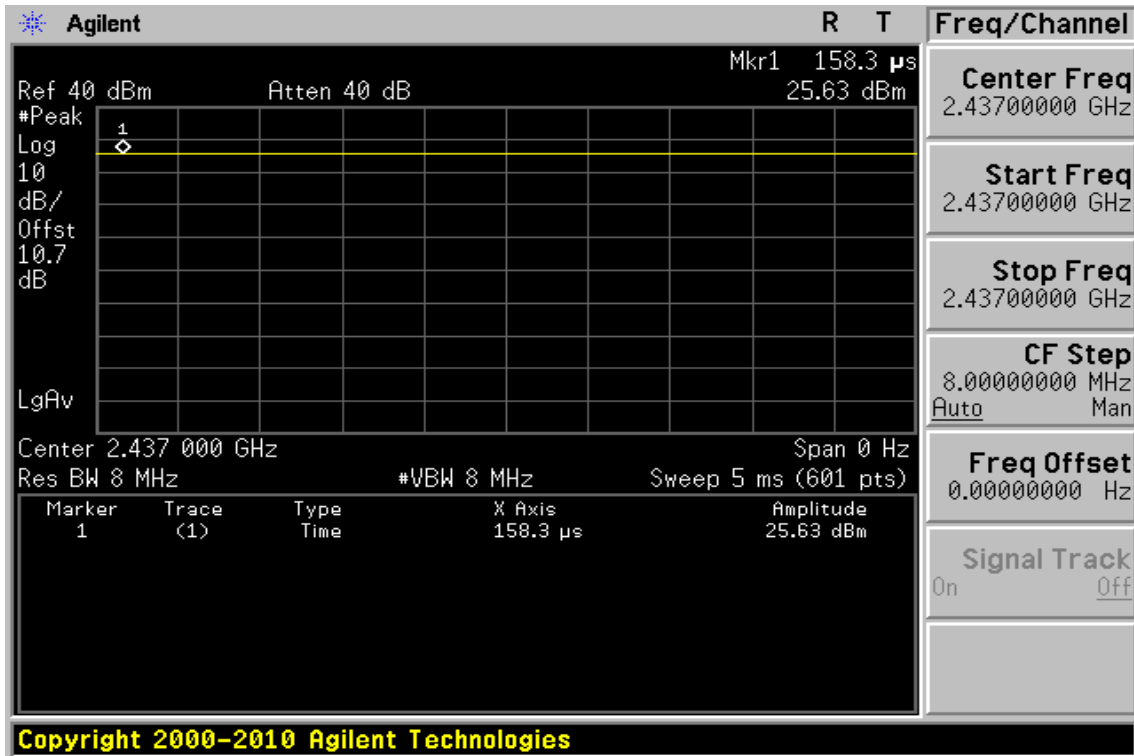 Agilent R T
Mkr1 158.3 µs
Ref 40 dBm Atten 40 dB 25.63 dBm
#Peak
Log
10
dB/
Offst
10.7
dB
LgAv
1
Center 2.437 000 GHz Span 0 Hz
Res BW 8 MHz #VBW 8 MHz Sweep 5 ms (601 pts)
Marker Trace Type X Axis Amplitude
1 (1) Time 158.3 µs 25.63 dBm
Freq/Channel
Center Freq
2.43700000 GHz
Start Freq
2.43700000 GHz
Stop Freq
2.43700000 GHz
CF Step
8.00000000 MHz
Auto Man
Freq Offset
0.00000000 Hz
Signal Track
On Off
Copyright 2000-2010 Agilent Technologies